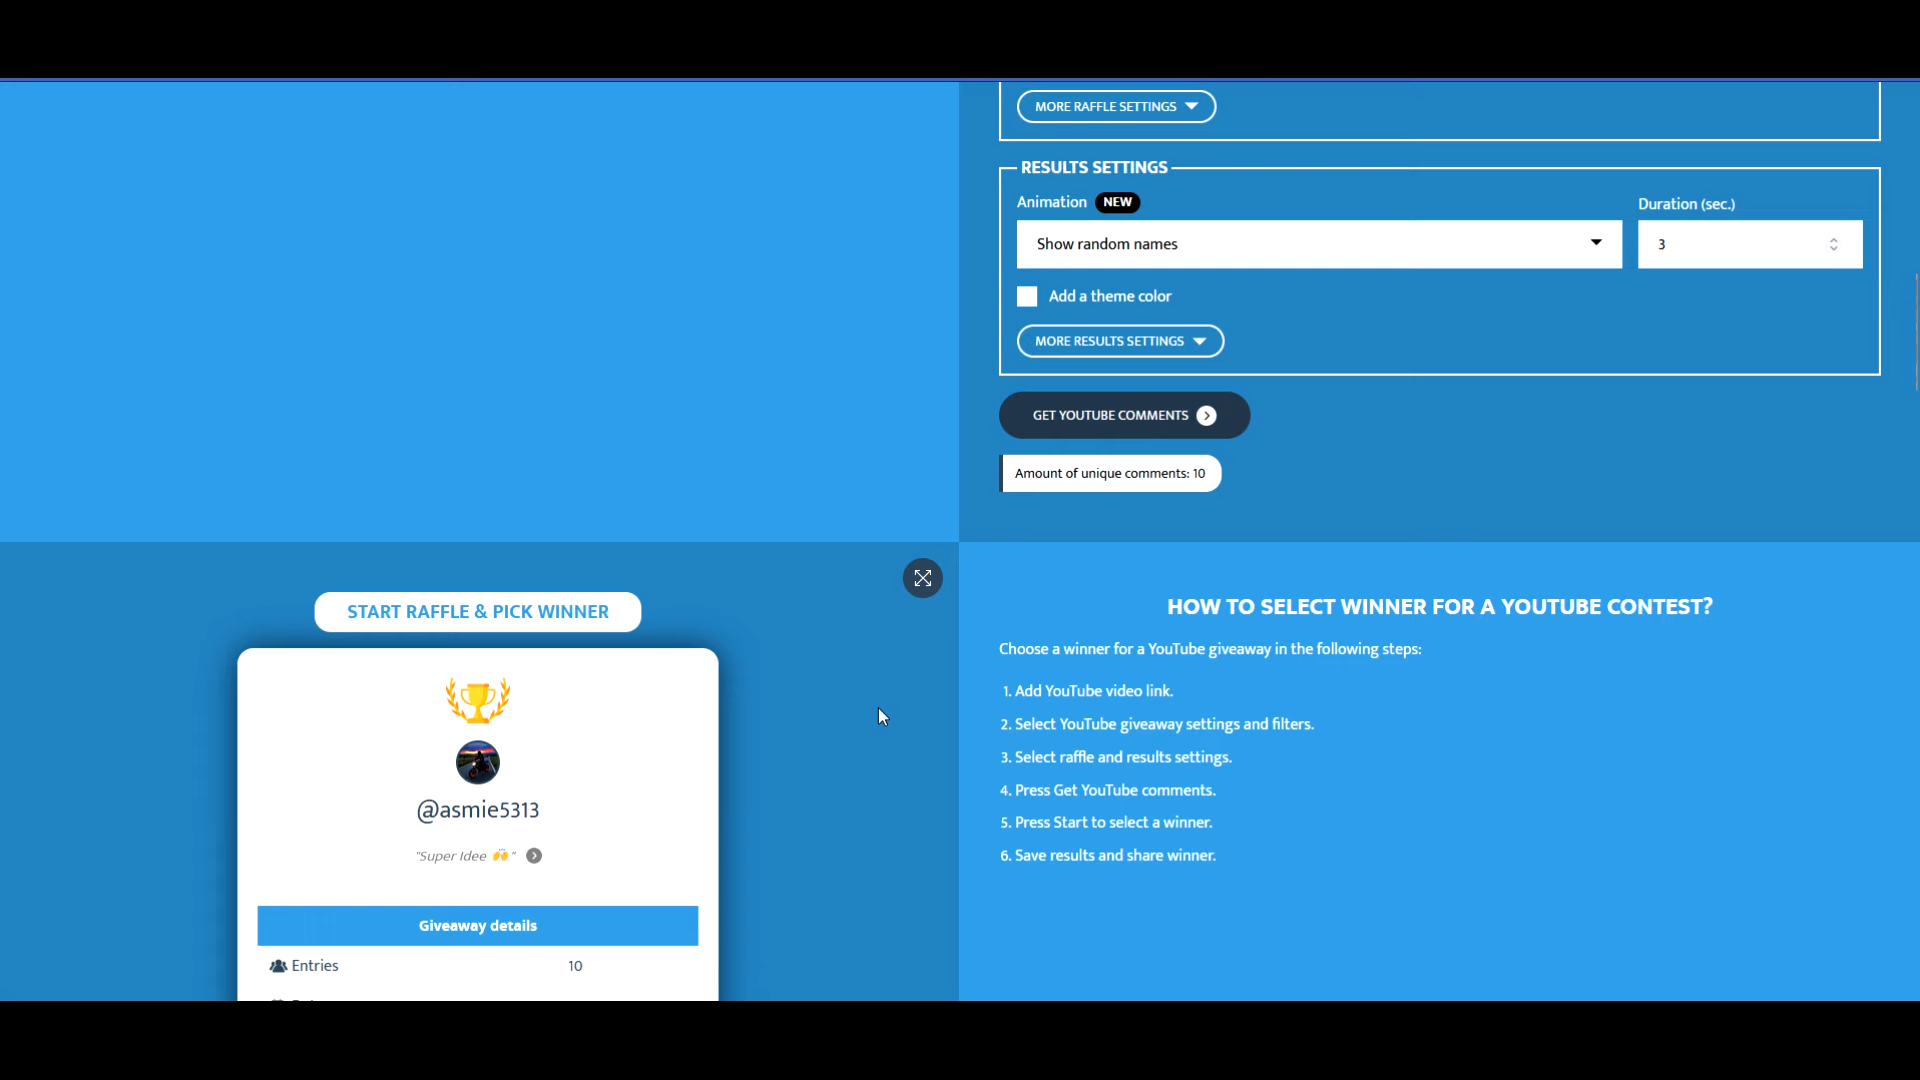 MORE RAFFLE SETTINGS
RESULTS SETTINGS
Animation NEW
Duration (sec.)
Show random names
3
Add a theme color
MORE RESULTS SETTINGS
GET YOUTUBE COMMENTS
Amount of unique comments: 10
START RAFFLE & PICK WINNER
@asmie5313
"Super Idee 🙌"
Giveaway details
Entries 10
HOW TO SELECT WINNER FOR A YOUTUBE CONTEST?
Choose a winner for a YouTube giveaway in the following steps:
1. Add YouTube video link.
2. Select YouTube giveaway settings and filters.
3. Select raffle and results settings.
4. Press Get YouTube comments.
5. Press Start to select a winner.
6. Save results and share winner.